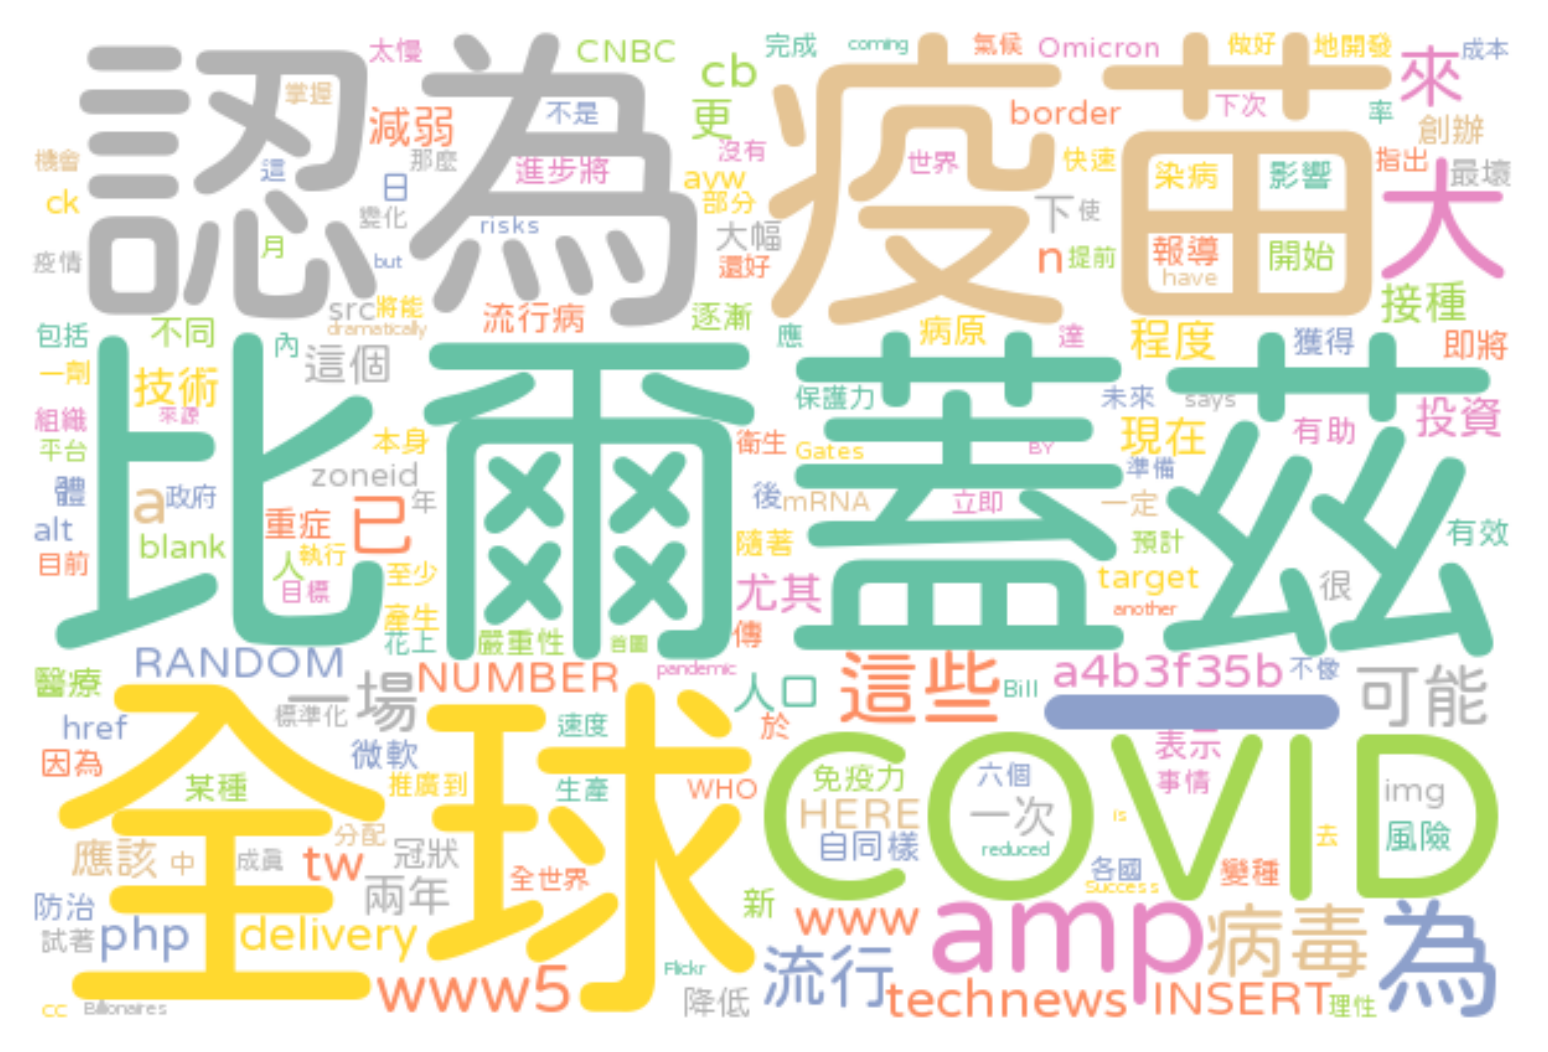 認為
疫苗
太慢
CNBC
cb
完成
coming
氣候
Omicron
做好
地開發
來
成本
掌握
減弱
不是
更
border
下次
率
創辦
機會
這
那麼
進步將
沒有
世界
快速
染病
影響
指出
最壞
ck
日
變化
risks
avw
部分
下
使
大
疫情
月
but
大幅
還好
n
提前
報導
have
開始
src
將能
dramatically
流行病
逐漸
接種
包括
不同
內
這個
應
病原
達
程度
獲得
即將
比爾蓋茲
一劑
技術
保護力
未來
says
投資
組織
來源
平台
本身
衛生
Gates
BY
現在
有助
zoneid
準備
體
a
政府
已
年
後
mRNA
立即
一定
alt
重症
有效
blank
隨著
預計
目前
人
執行
目標
至少
尤其
target
很
產生
another
花上
嚴重性
首圖
傳
RANDOM
NUMBER
pandemic
這些
a4b3f35b
不像
醫療
一場
人口
Bill
可能
標準化
全球
href
速度
於
表示
因為
微軟
COVID
某種
推廣到
生產
WHO
免疫力
六個
事情
img
HERE
一次
分配
自同樣
is
去
風險
應該
中
成真
tw
冠狀
reduced
各國
變種
全世界
Success
防治
兩年
新
試著
php
delivery
www
amp
病毒
為
Flickr
流行
www5
降低
technews
INSERT
理性
cc
Billionaires